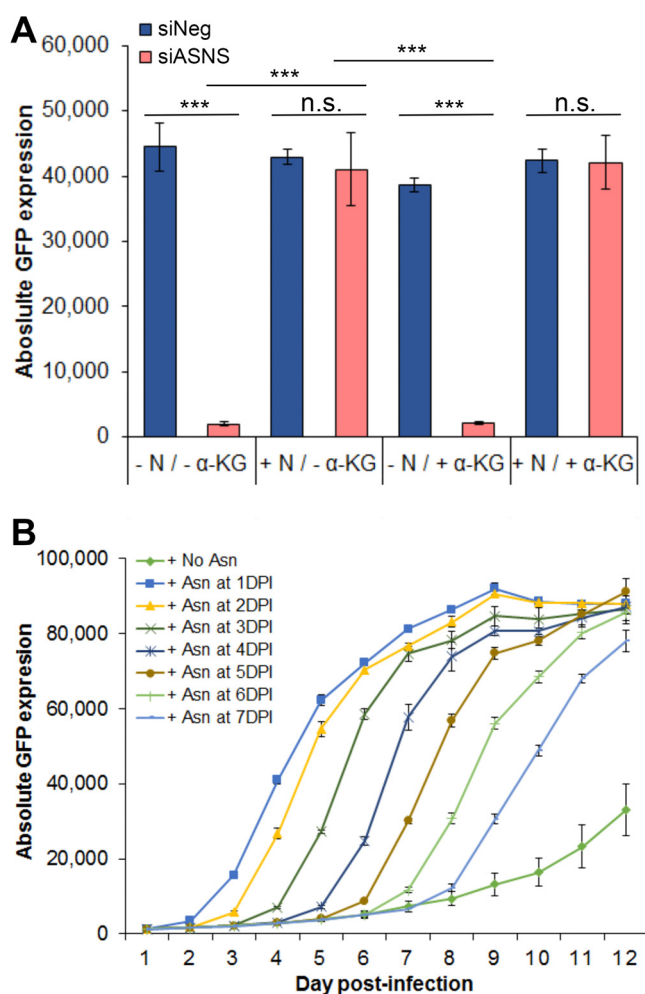 A
siNeg
siASNS
60,000
50,000
40,000
30,000
20,000
10,000
0
Aboslulte GFP expression
***
***
n.s.
***
***
n.s.
- N / - α-KG
+ N / - α-KG
- N / + α-KG
+ N / + α-KG
B
100,000
80,000
60,000
40,000
20,000
0
Absolute GFP expresion
+ No Asn
+ Asn at 1DPI
+ Asn at 2DPI
+ Asn at 3DPI
+ Asn at 4DPI
+ Asn at 5DPI
+ Asn at 6DPI
+ Asn at 7DPI
1 2 3 4 5 6 7 8 9 10 11 12
Day post-infection